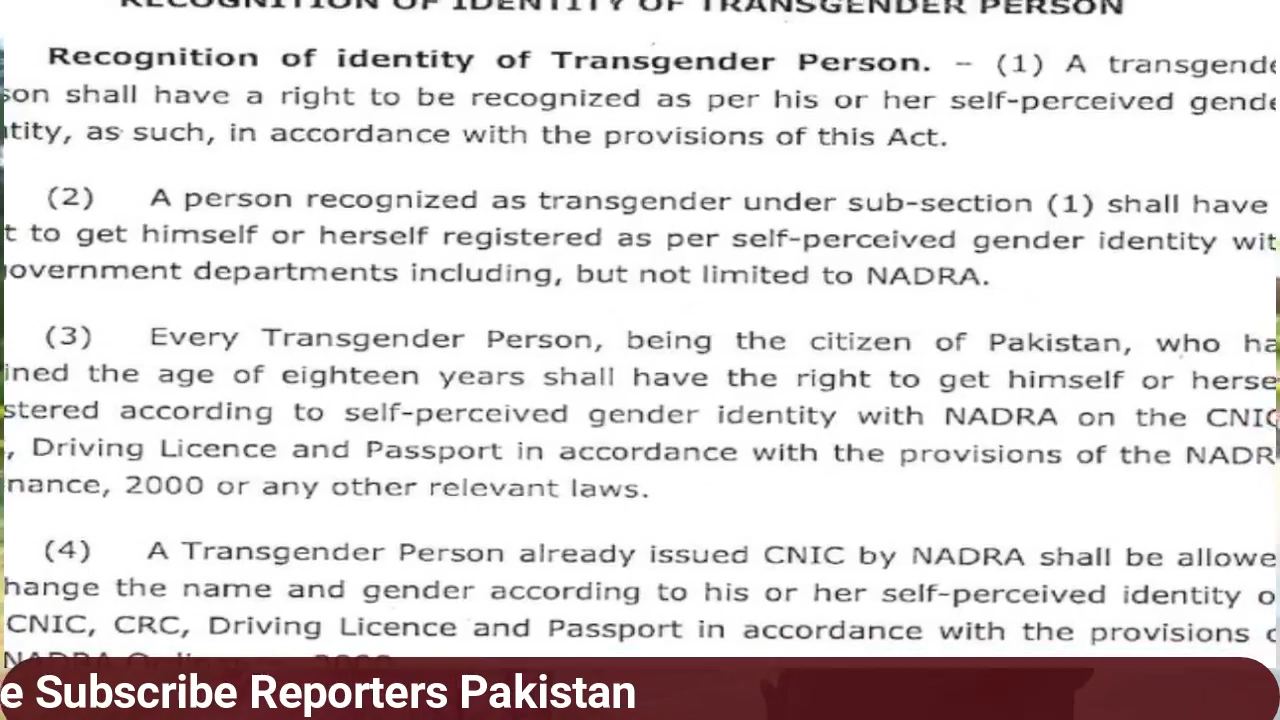 RECOGNITION OF IDENTITY OF TRANSGENDER PERSON
Recognition of identity of Transgender Person. – (1) A transgende
son shall have a right to be recognized as per his or her self-perceived gende
tity, as such, in accordance with the provisions of this Act.
(2) A person recognized as transgender under sub-section (1) shall have
t to get himself or herself registered as per self-perceived gender identity wit
overnment departments including, but not limited to NADRA.
(3) Every Transgender Person, being the citizen of Pakistan, who ha
ined the age of eighteen years shall have the right to get himself or herse
stered according to self-perceived gender identity with NADRA on the CNIC
, Driving Licence and Passport in accordance with the provisions of the NADR
nance, 2000 or any other relevant laws.
(4) A Transgender Person already issued CNIC by NADRA shall be allowe
hange the name and gender according to his or her self-perceived identity o
CNIC, CRC, Driving Licence and Passport in accordance with the provisions o
e Subscribe Reporters Pakistan